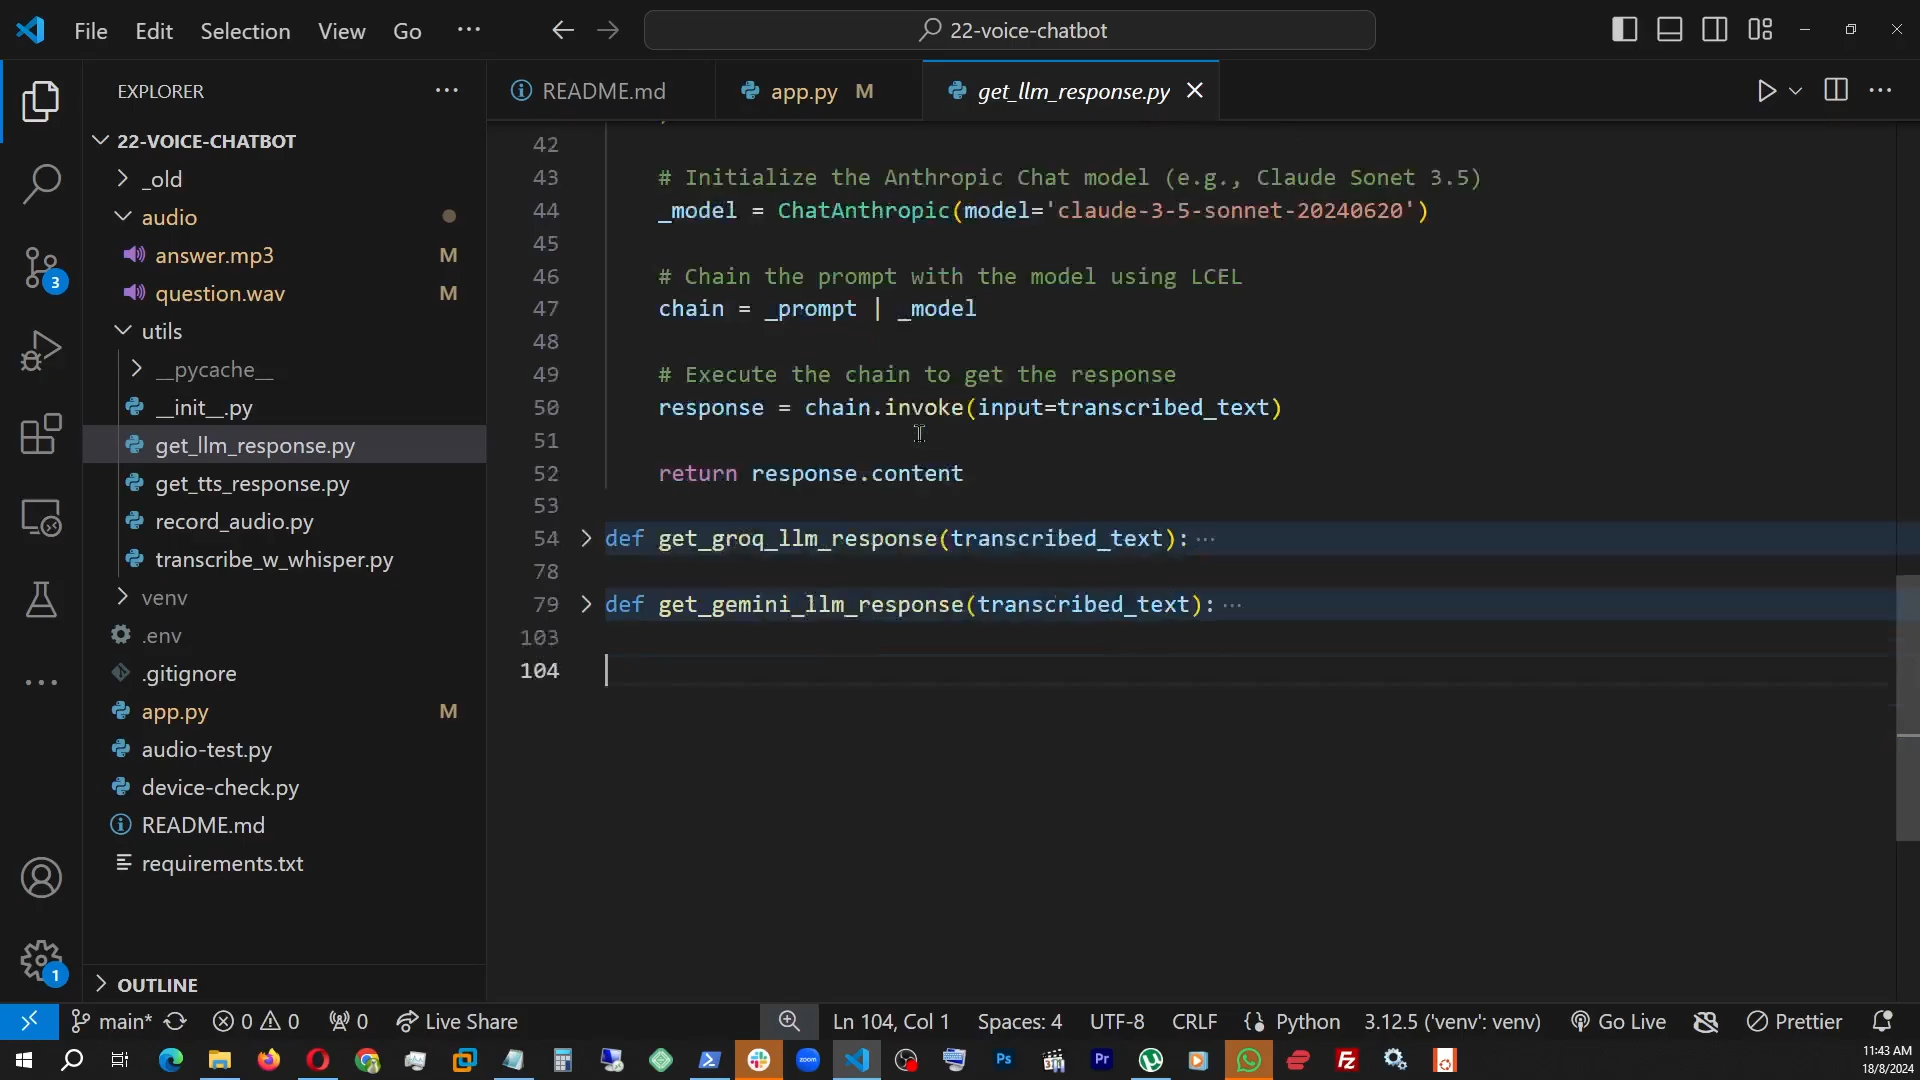 File Edit Selection View Go ··· 22-voice-chatbot
EXPLORER ···
README.md app.py M get_llm_response.py
22-VOICE-CHATBOT
_old
audio
answer.mp3 M
question.wav M
utils
__pycache__
__init__.py
get_llm_response.py
get_tts_response.py
record_audio.py
transcribe_w_whisper.py
venv
.env
.gitignore
app.py M
audio-test.py
device-check.py
README.md
requirements.txt
OUTLINE
3
1
42
43 # Initialize the Anthropic Chat model (e.g., Claude Sonet 3.5)
44 _model = ChatAnthropic(model='claude-3-5-sonnet-20240620')
45
46 # Chain the prompt with the model using LCEL
47 chain = _prompt | _model
48
49 # Execute the chain to get the response
50 response = chain.invoke(input=transcribed_text)
51
52 return response.content
53
54 def get_groq_llm_response(transcribed_text): ···
78
79 def get_gemini_llm_response(transcribed_text): ···
103
104
main* 0 0 0 Live Share Ln 104, Col 1 Spaces: 4 UTF-8 CRLF {} Python 3.12.5 ('venv': venv) Go Live Prettier
zoom Ps Pr Fz
11:43 AM
18/8/2024